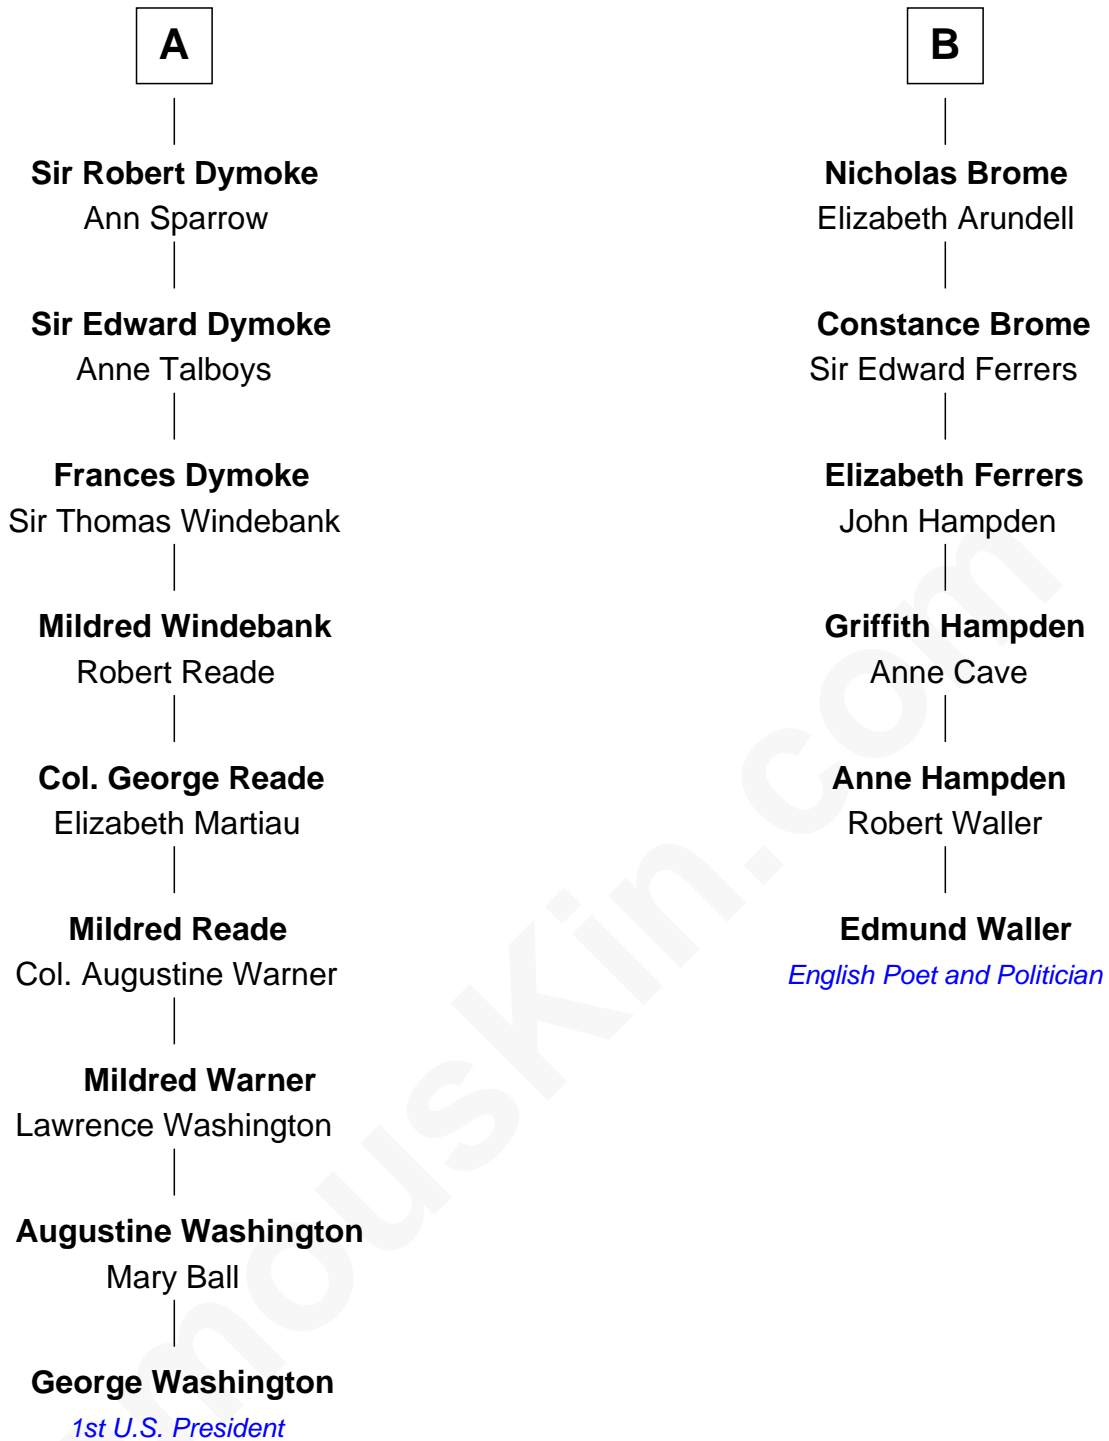 A
Sir Robert Dymoke
Ann Sparrow
Sir Edward Dymoke
Anne Talboys
Frances Dymoke
Sir Thomas Windebank
Mildred Windebank
Robert Reade
Col. George Reade
Elizabeth Martiau
Mildred Reade
Col. Augustine Warner
Mildred Warner
Lawrence Washington
Augustine Washington
Mary Ball
George Washington
1st U.S. President
B
Nicholas Brome
Elizabeth Arundell
Constance Brome
Sir Edward Ferrers
Elizabeth Ferrers
John Hampden
Griffith Hampden
Anne Cave
Anne Hampden
Robert Waller
Edmund Waller
English Poet and Politician
mousKin.com